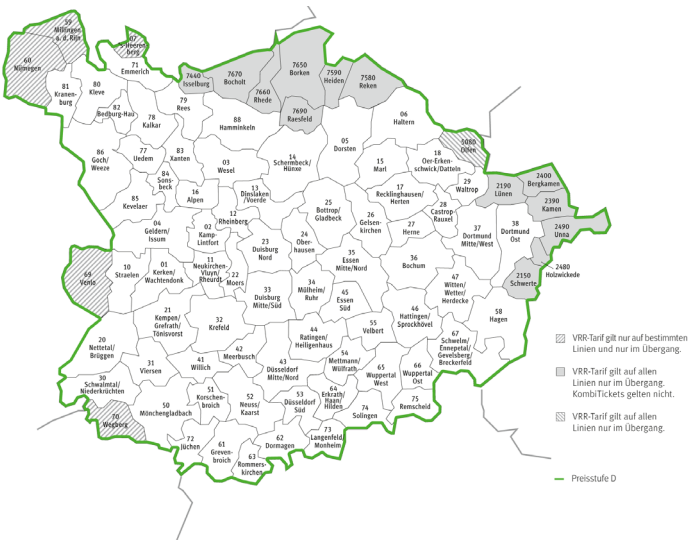 59
Millingen
a. d. Rijn
60
Nijmegen
07
's-Heeren-
berg
71
Emmerich
81
Kranen-
burg
80
Kleve
82
Bedburg-Hau
78
Kalkar
79
Rees
7440
Isselburg
7670
Bocholt
7660
Rhede
7650
Borken
7590
Heiden
7580
Reken
7690
Raesfeld
88
Hamminkeln
06
Haltern
5080
Olfen
86
Goch/
Weeze
77
Uedem
83
Xanten
84
Sons-
beck
03
Wesel
14
Schermbeck/
Hünxe
05
Dorsten
15
Marl
18
Oer-Erken-
schwick/Datteln
29
Waltrop
2190
Lünen
2400
Bergkamen
2390
Kamen
2490
Unna
2480
Holzwickede
2150
Schwerte
85
Kevelaer
16
Alpen
13
Dinslaken
/Voerde
12
Rheinberg
25
Bottrop/
Gladbeck
17
Recklinghausen/
Herten
26
Gelsen-
kirchen
27
Herne
28
Castrop-
Rauxel
37
Dortmund
Mitte/West
38
Dortmund
Ost
04
Geldern/
Issum
02
Kamp-
Lintfort
23
Duisburg
Nord
24
Ober-
hausen
35
Essen
Mitte/Nord
36
Bochum
69
Venlo
10
Straelen
01
Kerken/
Wachtendonk
11
Neukirchen-
Vluyn/
Rheurdt
22
Moers
33
Duisburg
Mitte/Süd
34
Mülheim/
Ruhr
45
Essen
Süd
47
Witten/
Wetter/
Herdecke
58
Hagen
21
Kempen/
Grefrath/
Tönisvorst
32
Krefeld
44
Ratingen/
Heiligenhaus
55
Velbert
46
Hattingen/
Sprockhövel
67
Schwelm/
Ennepetal/
Gevelsberg/
Breckerfeld
20
Nettetal/
Brüggen
31
Viersen
41
Willich
42
Meerbusch
43
Düsseldorf
Mitte/Nord
54
Mettmann/
Wülfrath
65
Wuppertal
West
66
Wuppertal
Ost
30
Schwalmtal/
Niederkrüchten
70
Wegberg
50
Mönchengladbach
51
Korschen-
broich
52
Neuss/
Kaarst
53
Düsseldorf
Süd
64
Erkrath/
Haan/
Hilden
74
Solingen
75
Remscheid
72
Jüchen
61
Greven-
broich
63
Rommers-
kirchen
62
Dormagen
73
Langenfeld/
Monheim
VRR-Tarif gilt nur auf bestimmten
Linien und nur im Übergang.
VRR-Tarif gilt auf allen
Linien nur im Übergang.
KombiTickets gelten nicht.
VRR-Tarif gilt auf allen
Linien nur im Übergang.
Preisstufe D